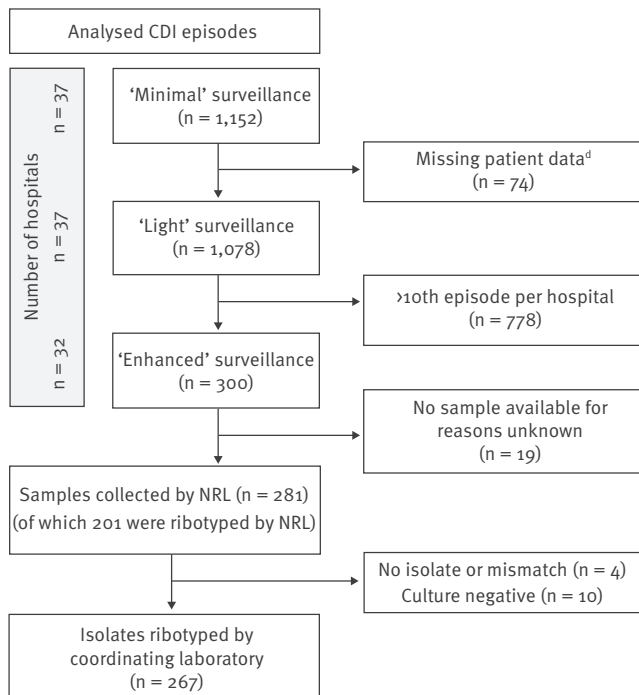 Analysed CDI episodes
Number of hospitals
n = 37
n = 37
n = 32
‘Minimal’ surveillance
(n = 1,152)
Missing patient dataᵈ
(n = 74)
‘Light’ surveillance
(n = 1,078)
>10th episode per hospital
(n = 778)
‘Enhanced’ surveillance
(n = 300)
No sample available for
reasons unknown
(n = 19)
Samples collected by NRL (n = 281)
(of which 201 were ribotyped by NRL)
No isolate or mismatch (n = 4)
Culture negative (n = 10)
Isolates ribotyped by
coordinating laboratory
(n = 267)